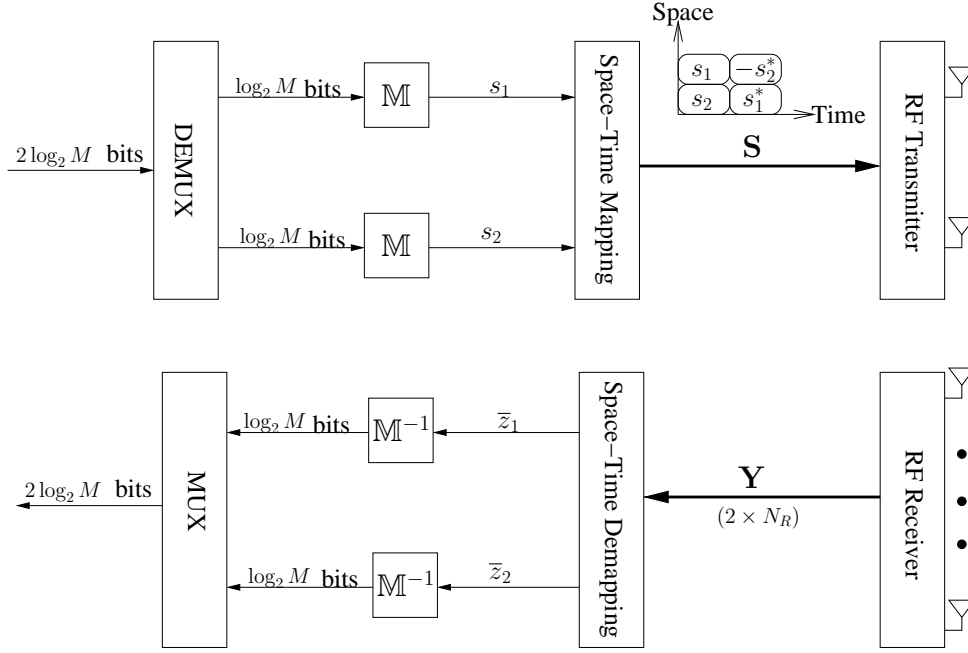 Space
s₁ −s₂*
s₂ s₁*
Time
2 log₂ M bits
DEMUX
log₂ M bits
𝕄
s₁
log₂ M bits
𝕄
s₂
Space−Time Mapping
S
RF Transmitter
2 log₂ M bits
MUX
log₂ M bits
𝕄⁻¹
z̅₁
log₂ M bits
𝕄⁻¹
z̅₂
Space−Time Demapping
Y
(2 × N_R)
RF Receiver